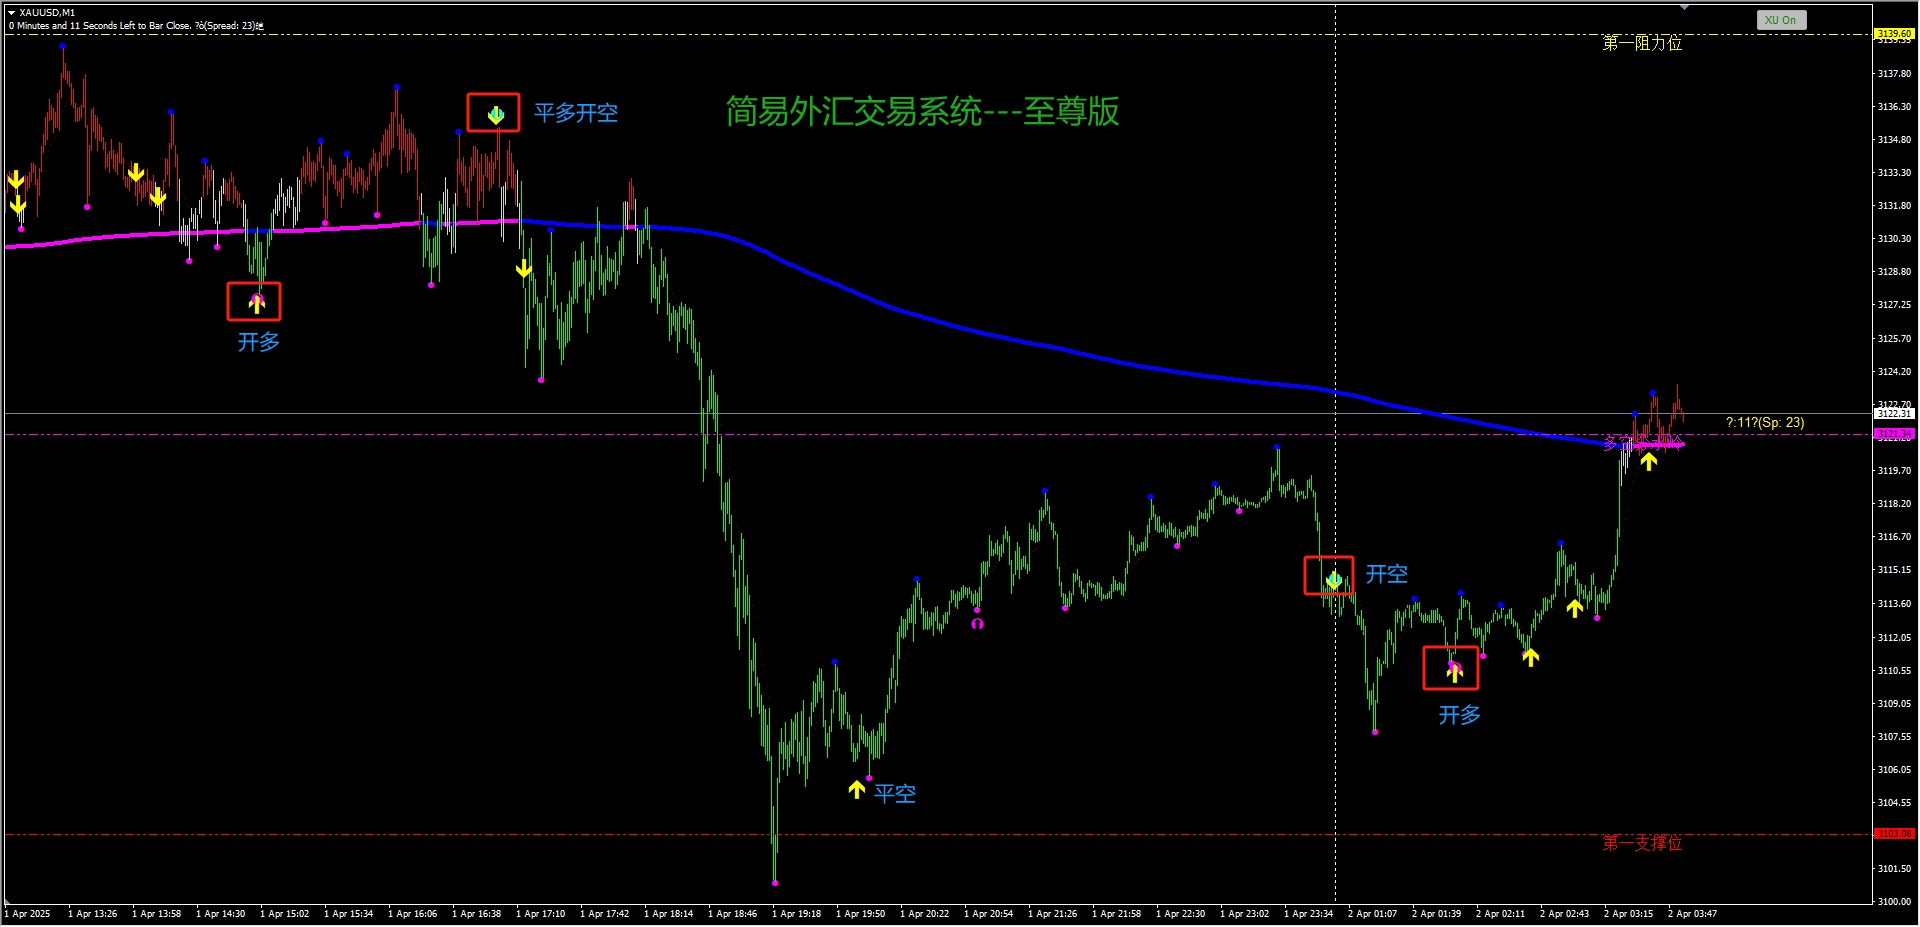 XAUUSD,M1
0 Minutes and 11 Seconds Left to Bar Close. ?ò(Spread: 23)
XU On
3139.60
第一阻力位
3137.80
平多开空
简易外汇交易系统---至尊版
3136.30
3134.80
3133.30
3131.80
3130.30
3128.80
开多
3127.25
3125.70
3124.20
3122.70
3122.31
?:11?(Sp: 23)
3121.34
3119.70
3118.20
3116.70
开空
3115.15
3113.60
3112.05
3110.55
开多
3109.05
3107.55
3106.05
平空
3104.55
3103.08
第一支撑位
3101.50
3100.00
1 Apr 2025 1 Apr 13:26 1 Apr 13:58 1 Apr 14:30 1 Apr 15:02 1 Apr 15:34 1 Apr 16:06 1 Apr 16:38 1 Apr 17:10 1 Apr 17:42 1 Apr 18:14 1 Apr 18:46 1 Apr 19:18 1 Apr 19:50 1 Apr 20:22 1 Apr 20:54 1 Apr 21:26 1 Apr 21:58 1 Apr 22:30 1 Apr 23:02 1 Apr 23:34 2 Apr 01:07 2 Apr 01:39 2 Apr 02:11 2 Apr 02:43 2 Apr 03:15 2 Apr 03:47